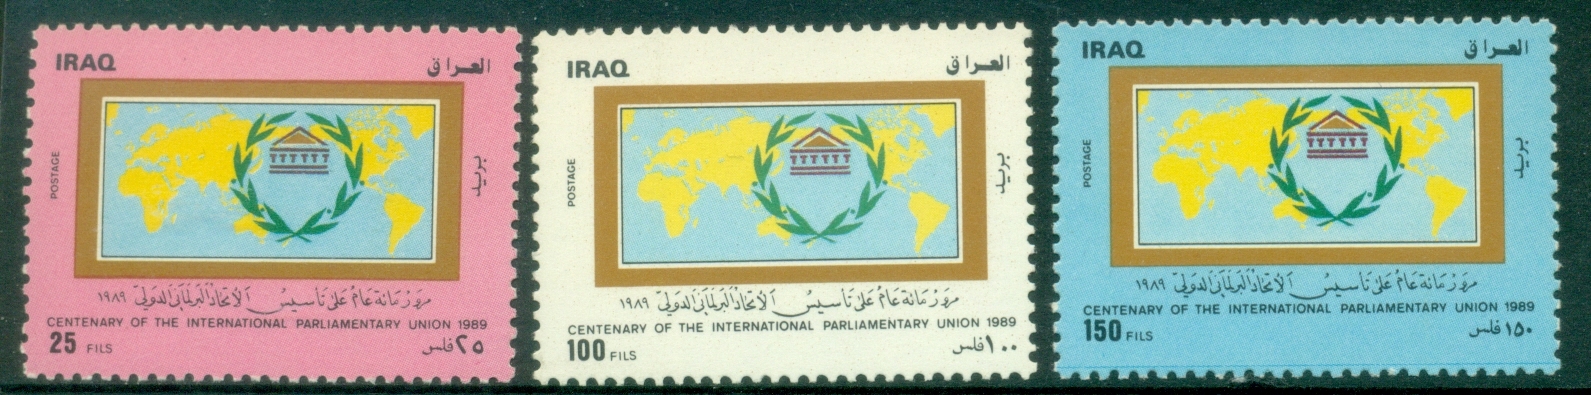 IRAQ العراق
POSTAGE
بريد
مرور مائة عام على تأسيس الاتحاد البرلماني الدولي ١٩٨٩
CENTENARY OF THE INTERNATIONAL PARLIAMENTARY UNION 1989
25 FILS ٢٥ فلس
IRAQ العراق
POSTAGE
بريد
مرور مائة عام على تأسيس الاتحاد البرلماني الدولي ١٩٨٩
CENTENARY OF THE INTERNATIONAL PARLIAMENTARY UNION 1989
100 FILS ١٠٠ فلس
IRAQ العراق
POSTAGE
بريد
مرور مائة عام على تأسيس الاتحاد البرلماني الدولي ١٩٨٩
CENTENARY OF THE INTERNATIONAL PARLIAMENTARY UNION 1989
150 FILS ١٥٠ فلس